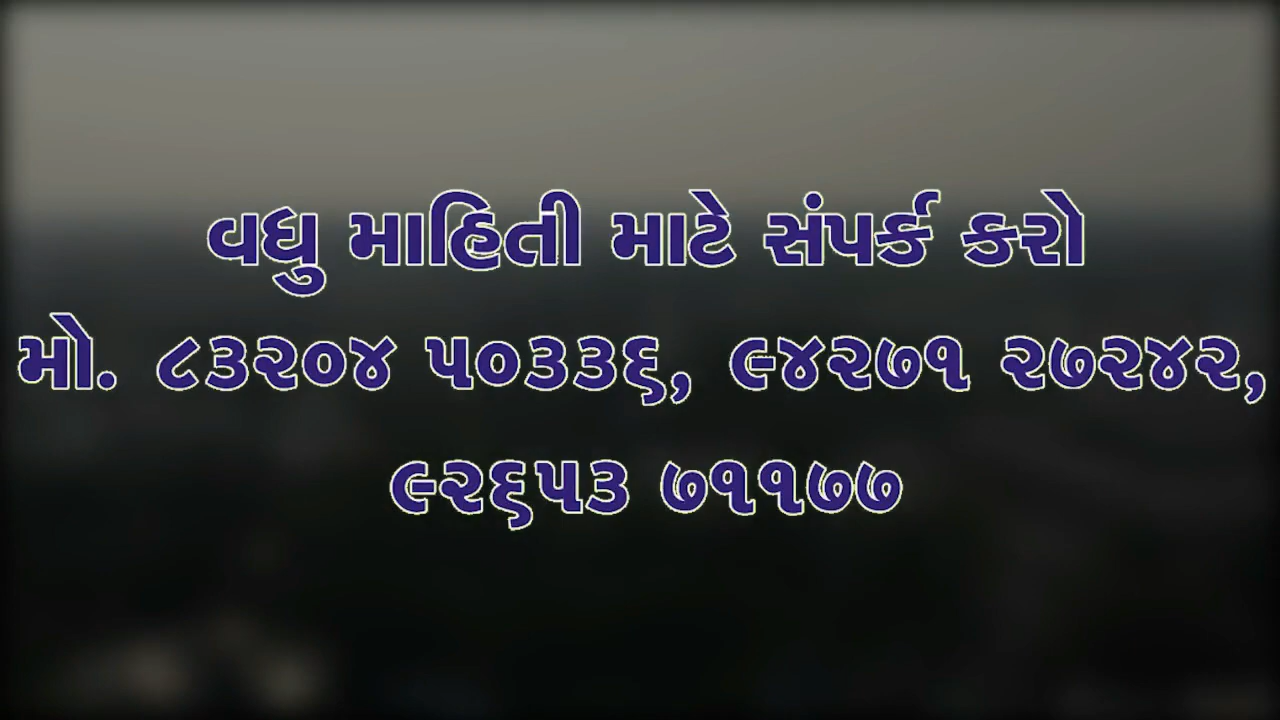 વધુ માહિતી માટે સંપર્ક કરો
મો. ૮૩૨૦૪ ૫૦૩૩૬, ૯૪૨૭૧ ૨૭૨૪૨,
૯૨૬૫૩ ૭૧૧૭૭